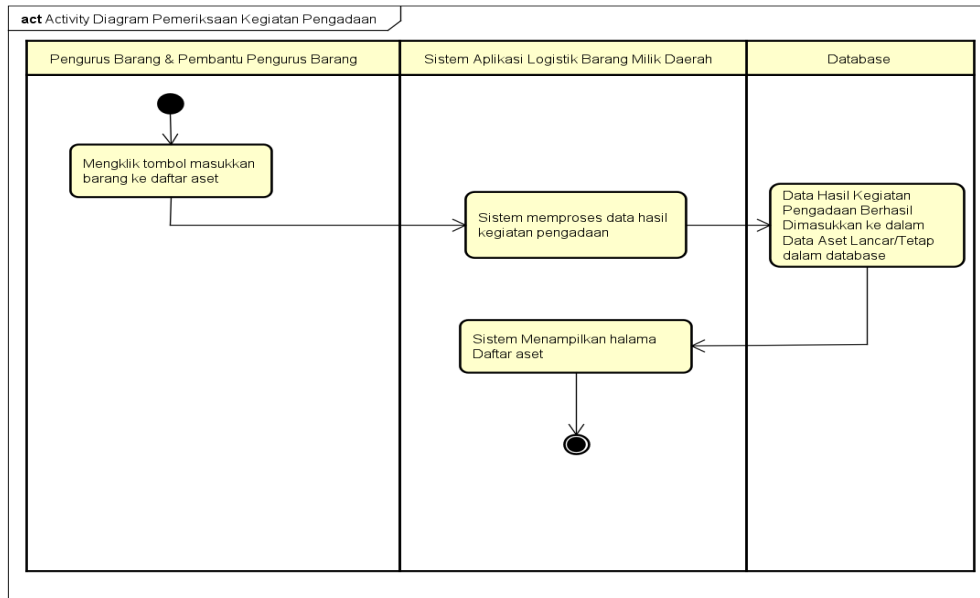 act Activity Diagram Pemeriksaan Kegiatan Pengadaan
Pengurus Barang & Pembantu Pengurus Barang
Sistem Aplikasi Logistik Barang Milik Daerah
Database
Mengklik tombol masukkan
barang ke daftar aset
Sistem memproses data hasil
kegiatan pengadaan
Data Hasil Kegiatan
Pengadaan Berhasil
Dimasukkan ke dalam
Data Aset Lancar/Tetap
dalam database
Sistem Menampilkan halama
Daftar aset